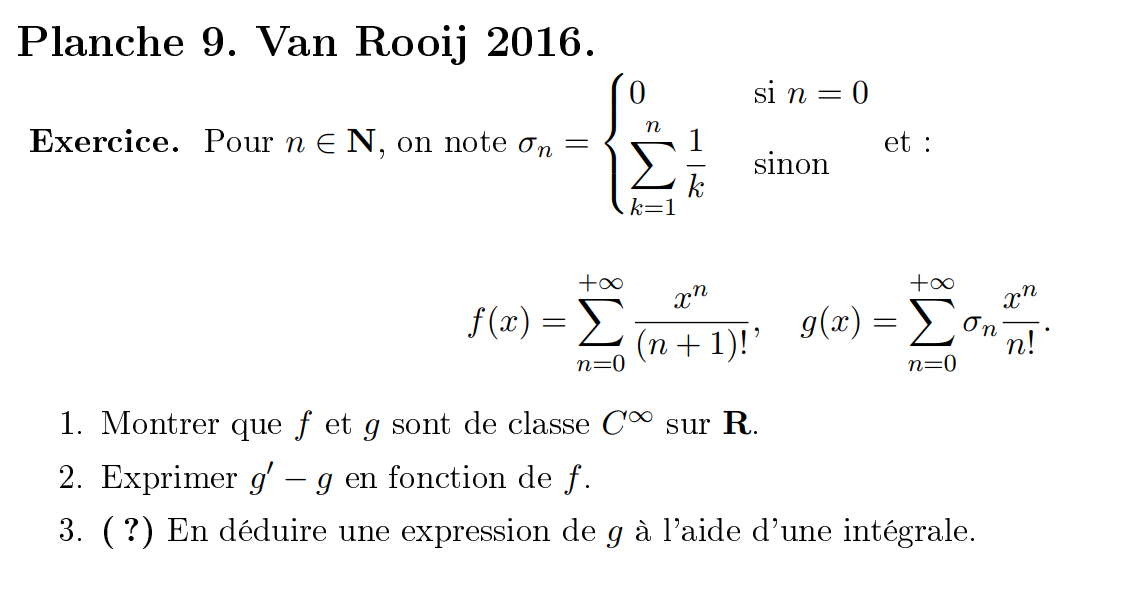 Planche 9. Van Rooij 2016.
Exercice. Pour $n \in \mathbf{N}$, on note $\sigma_n = \begin{cases} 0 & \text{si } n = 0 \\ \sum_{k=1}^{n} \frac{1}{k} & \text{sinon} \end{cases}$ et :
$f(x) = \sum_{n=0}^{+\infty} \frac{x^n}{(n+1)!}, \quad g(x) = \sum_{n=0}^{+\infty} \sigma_n \frac{x^n}{n!}.$
1. Montrer que $f$ et $g$ sont de classe $C^\infty$ sur $\mathbf{R}$.
2. Exprimer $g' - g$ en fonction de $f$.
3. ( ?) En déduire une expression de $g$ à l'aide d'une intégrale.